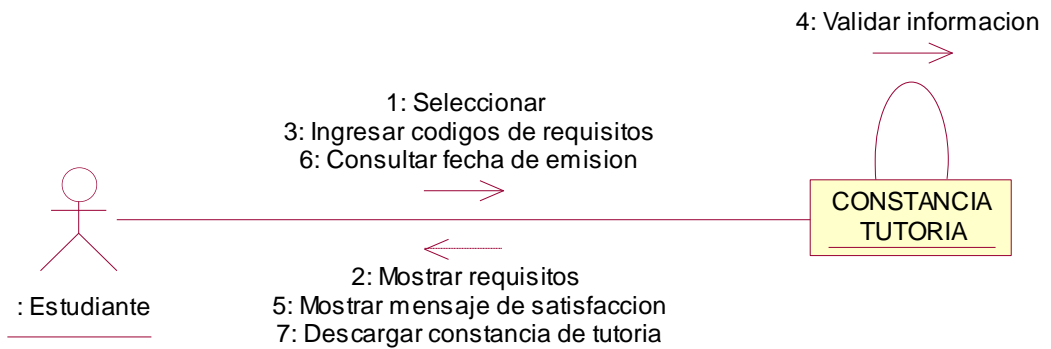 4: Validar informacion
1: Seleccionar
3: Ingresar codigos de requisitos
6: Consultar fecha de emision
CONSTANCIA
TUTORIA
: Estudiante
2: Mostrar requisitos
5: Mostrar mensaje de satisfaccion
7: Descargar constancia de tutoria